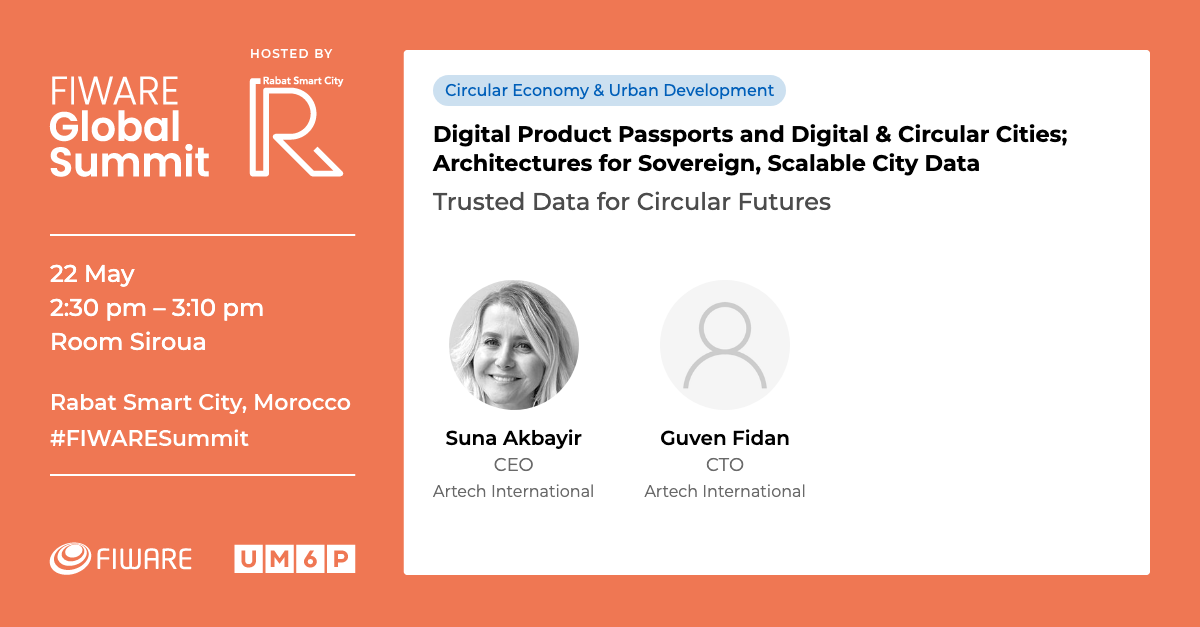 HOSTED BY
FIWARE
Global
Summit
Rabat Smart City
R
22 May
2:30 pm – 3:10 pm
Room Siroua
Rabat Smart City, Morocco
#FIWARESummit
FIWARE
UM6P
Circular Economy & Urban Development
Digital Product Passports and Digital & Circular Cities;
Architectures for Sovereign, Scalable City Data
Trusted Data for Circular Futures
Suna Akbayir
CEO
Artech International
Guven Fidan
CTO
Artech International